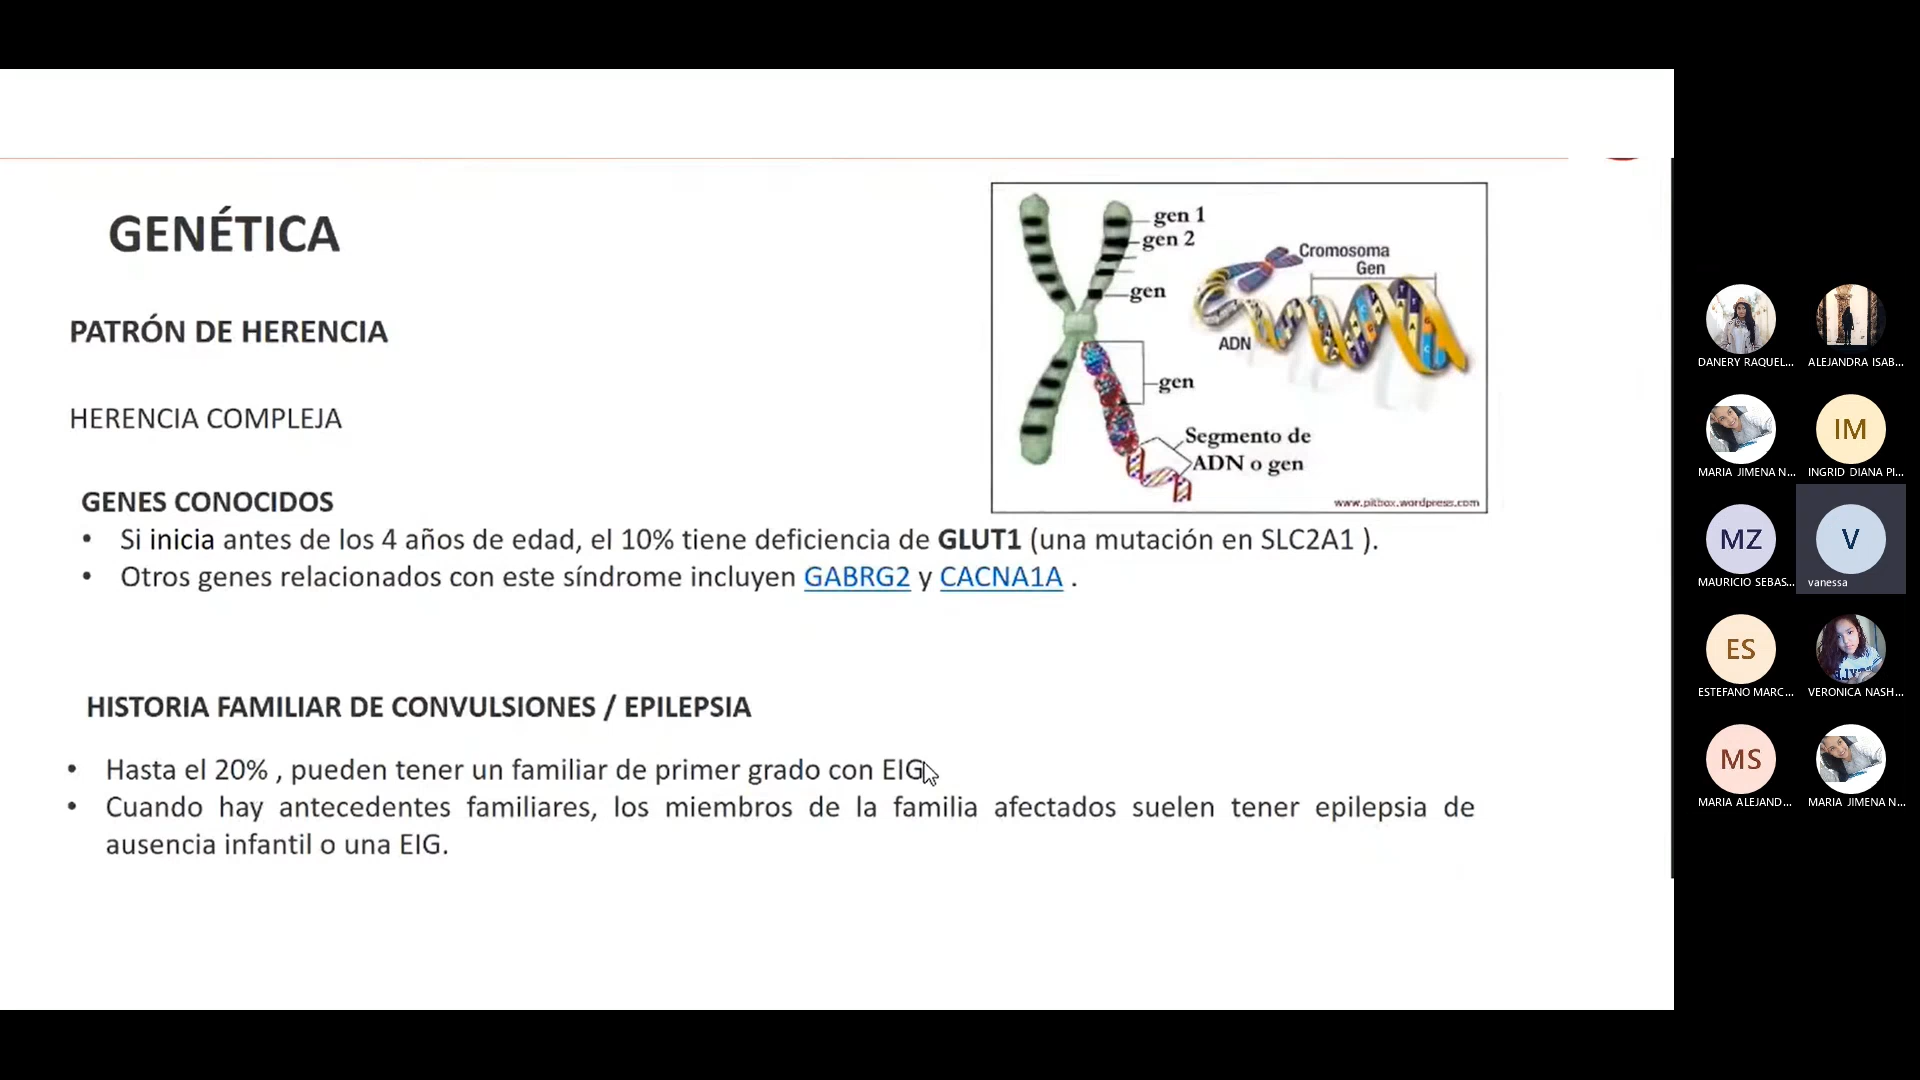 GENÉTICA
PATRÓN DE HERENCIA
HERENCIA COMPLEJA
gen 1
gen 2
gen
gen
Segmento de
ADN o gen
Cromosoma
Gen
ADN
www.pitbox.wordpress.com
GENES CONOCIDOS
• Si inicia antes de los 4 años de edad, el 10% tiene deficiencia de GLUT1 (una mutación en SLC2A1 ).
• Otros genes relacionados con este síndrome incluyen GABRG2 y CACNA1A .
HISTORIA FAMILIAR DE CONVULSIONES / EPILEPSIA
• Hasta el 20% , pueden tener un familiar de primer grado con EIG
• Cuando hay antecedentes familiares, los miembros de la familia afectados suelen tener epilepsia de
ausencia infantil o una EIG.
DANERY RAQUEL...
ALEJANDRA ISAB...
MARIA JIMENA N...
IM
INGRID DIANA PI...
MZ
MAURICIO SEBAS...
V
vanessa
ES
ESTEFANO MARC...
VERONICA NASH...
MS
MARIA ALEJAND...
MARIA JIMENA N...